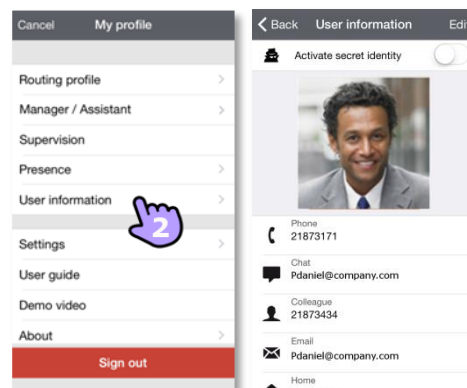 Cancel My profile
Routing profile
Manager / Assistant
Supervision
Presence
User information
2
Settings
User guide
Demo video
About
Sign out
Back User information Edit
Activate secret identity
Phone
21873171
Chat
Pdaniel@company.com
Colleague
21873434
Email
Pdaniel@company.com
Home